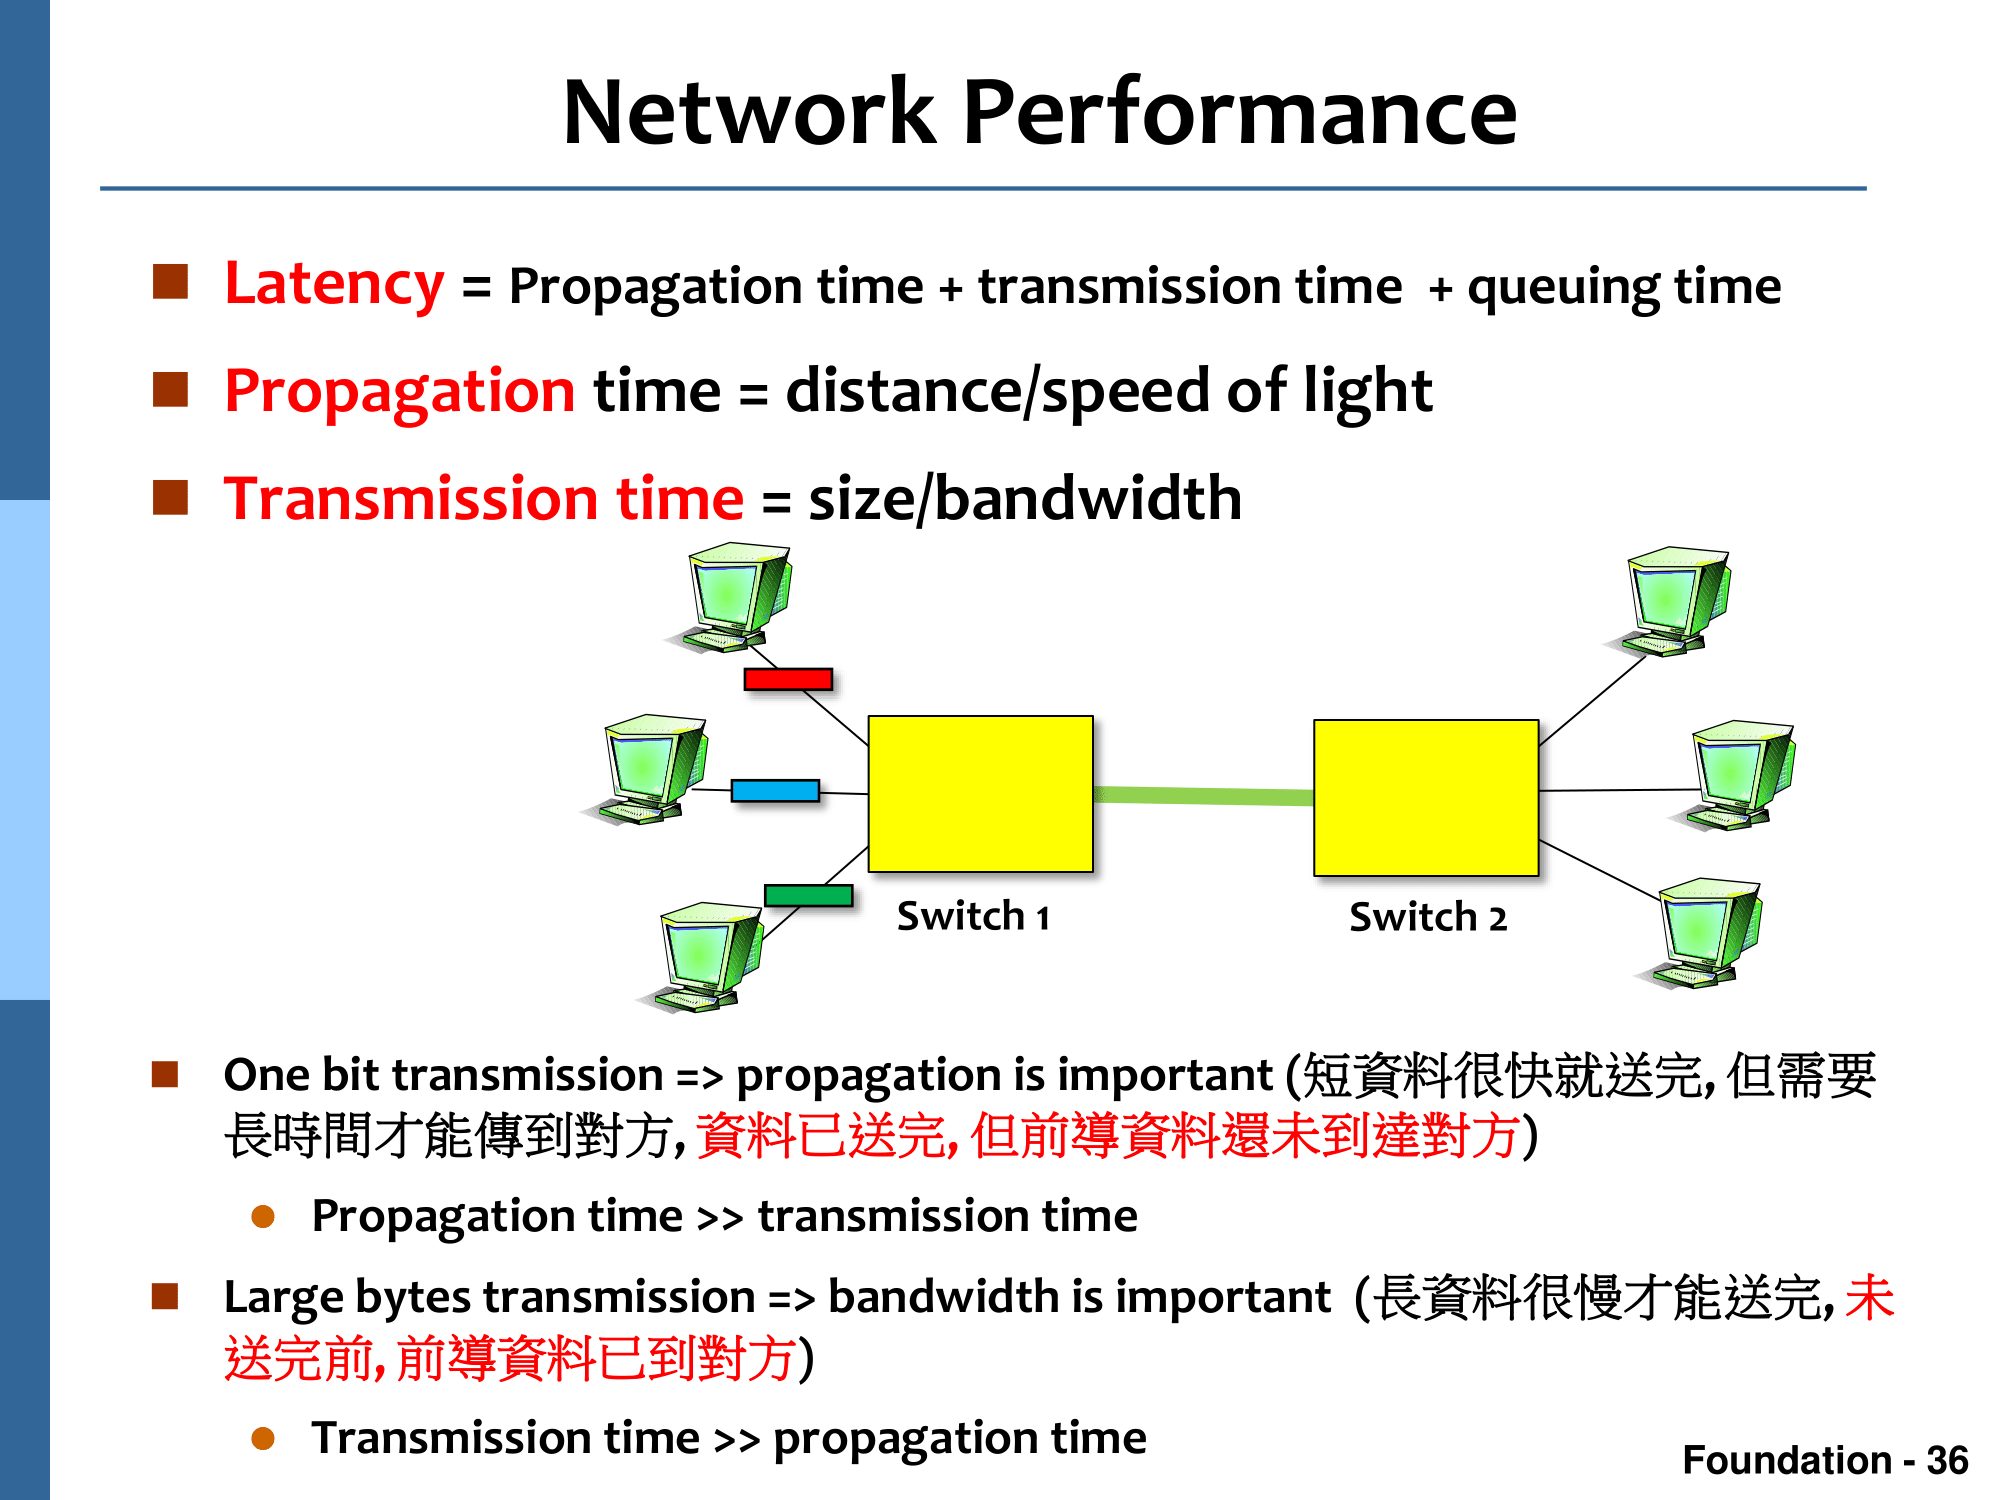 Network Performance
Latency = Propagation time + transmission time + queuing time
Propagation time = distance/speed of light
Transmission time = size/bandwidth
Switch 1
Switch 2
One bit transmission => propagation is important (短資料很快就送完, 但需要
長時間才能傳到對方, 資料已送完, 但前導資料還未到達對方)
Propagation time >> transmission time
Large bytes transmission => bandwidth is important (長資料很慢才能送完, 未
送完前, 前導資料已到對方)
Transmission time >> propagation time
Foundation - 36